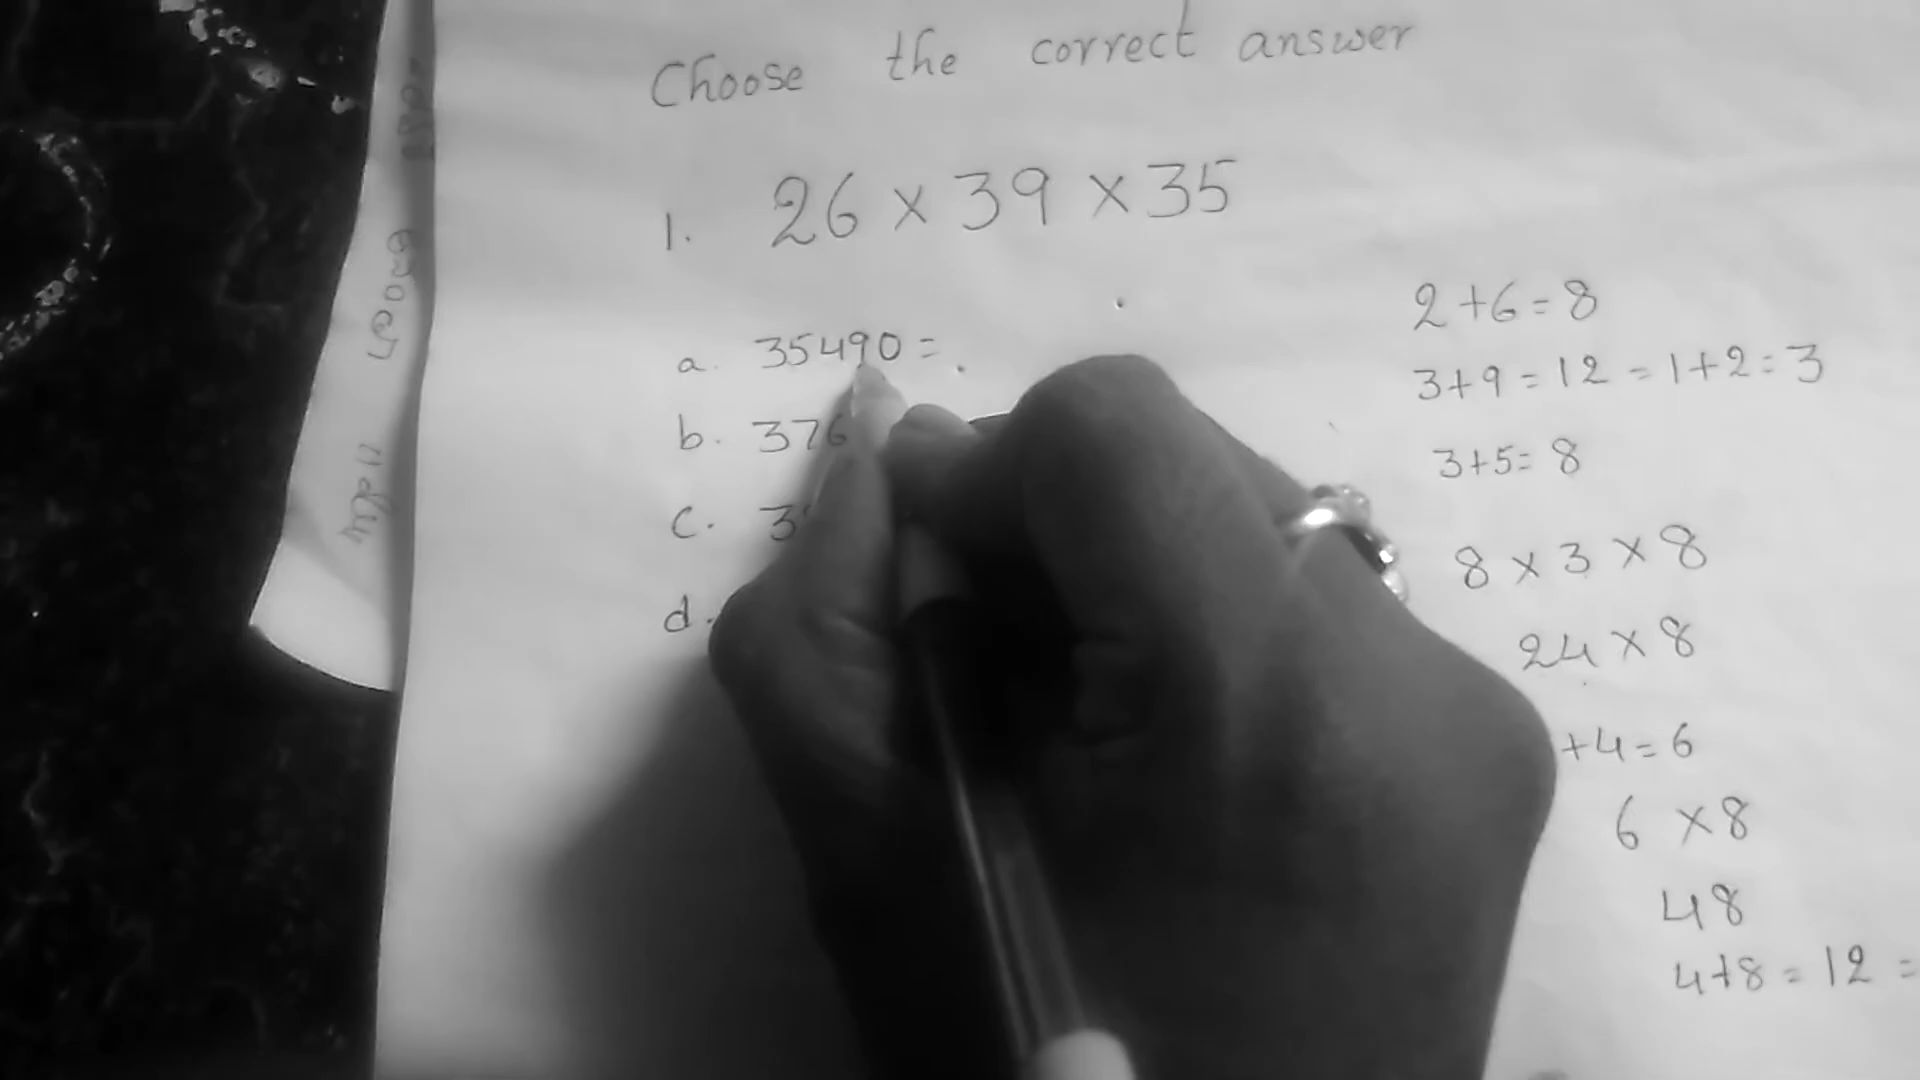 Choose the correct answer
1. 26 × 39 × 35
a. 35490 =
b. 376
c. 3
d.
2+6=8
3+9=12=1+2=3
3+5=8
8×3×8
24×8
+4=6
6×8
48
4+8=12=